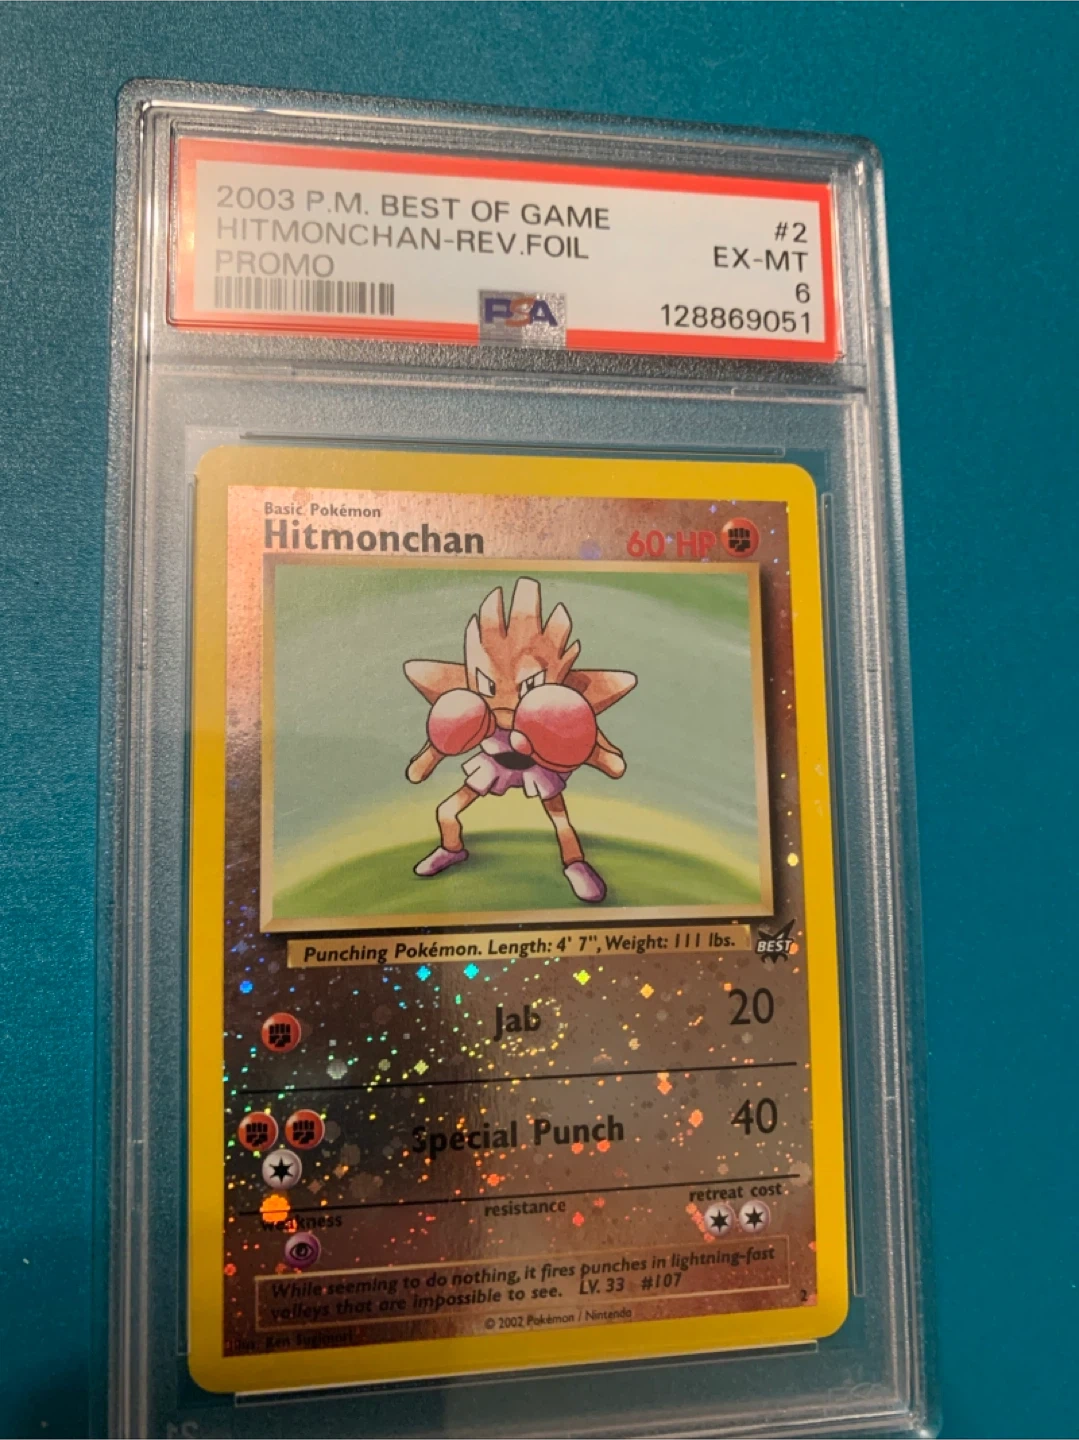 2003 P.M. BEST OF GAME
HITMONCHAN-REV.FOIL
PROMO
#2
EX-MT
6
128869051
PSA
Basic Pokémon
Hitmonchan
60 HP
Punching Pokémon. Length: 4' 7", Weight: 111 lbs.
BEST
Jab
20
Special Punch
40
weakness
resistance
retreat cost
While seeming to do nothing, it fires punches in lightning-fast
volleys that are impossible to see. LV. 33 #107
2
© 2002 Pokémon / Nintendo
Illus. Ken Sugimori